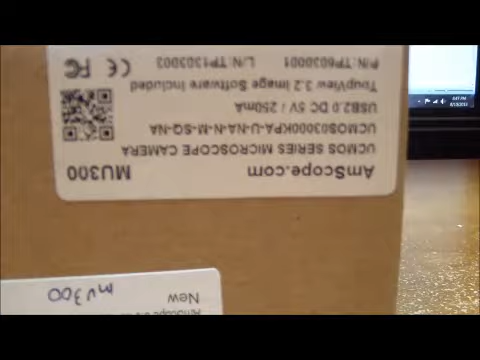 AmScope.com MU300
UCMOS SERIES MICROSCOPE CAMERA
UCMOS03000KPA-U-NA-N-M-SQ-NA
USB2.0 DC / 5V / 250mA
ToupView 3.2 Image Software Included
P/N: TP6030001 L/N: TP1303003 CE FC
New
mu300